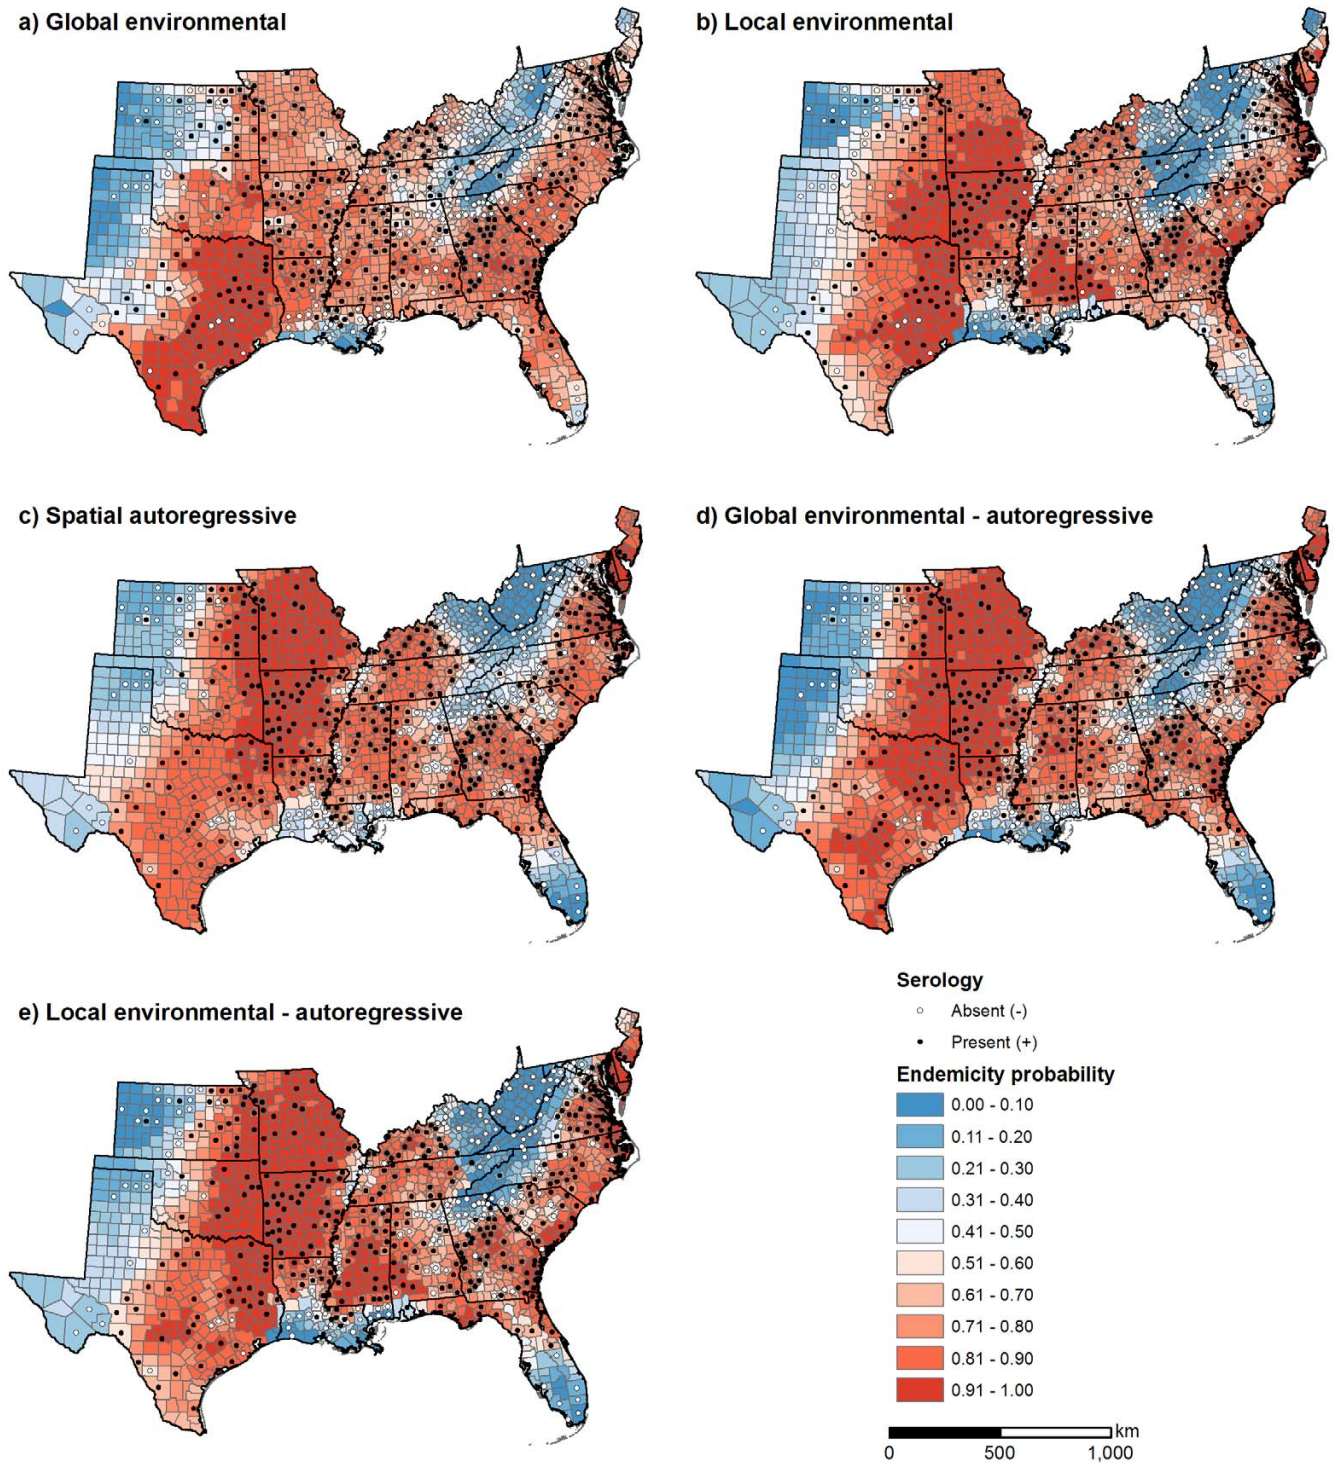 a) Global environmental
b) Local environmental
c) Spatial autoregressive
d) Global environmental - autoregressive
e) Local environmental - autoregressive
Serology
Absent (-)
Present (+)
Endemicity probability
0.00 - 0.10
0.11 - 0.20
0.21 - 0.30
0.31 - 0.40
0.41 - 0.50
0.51 - 0.60
0.61 - 0.70
0.71 - 0.80
0.81 - 0.90
0.91 - 1.00
km
0 500 1,000